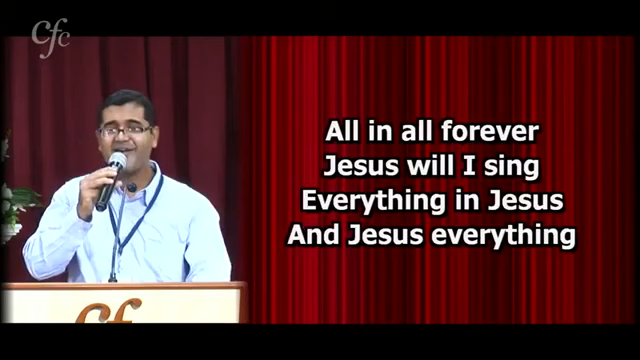 cfc
All in all forever
Jesus will I sing
Everything in Jesus
And Jesus everything
cfc